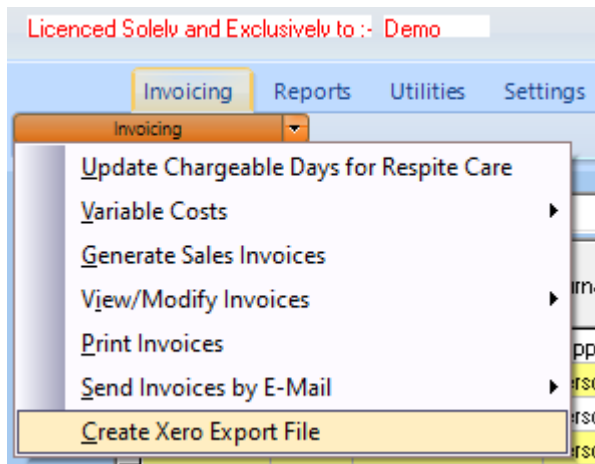 Licenced Solely and Exclusively to :- Demo
Invoicing Reports Utilities Settings
Invoicing
Update Chargeable Days for Respite Care
Variable Costs
Generate Sales Invoices
View/Modify Invoices
Print Invoices
Send Invoices by E-Mail
Create Xero Export File